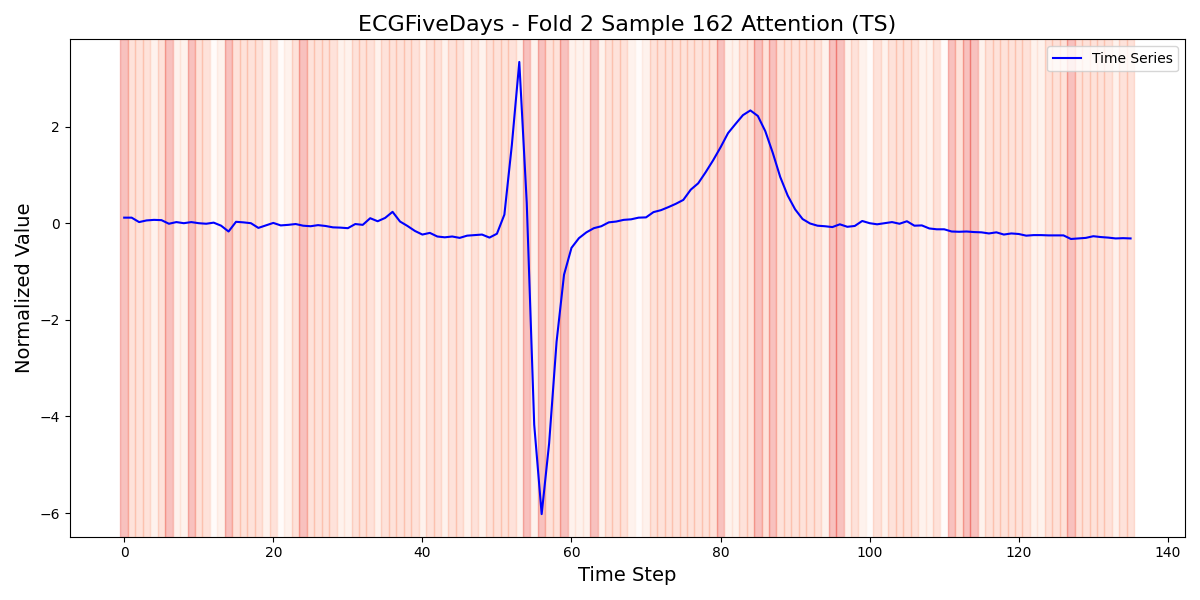 ECGFiveDays - Fold 2 Sample 162 Attention (TS)
Time Series
Normalized Value
2
0
−2
−4
−6
0 20 40 60 80 100 120 140
Time Step